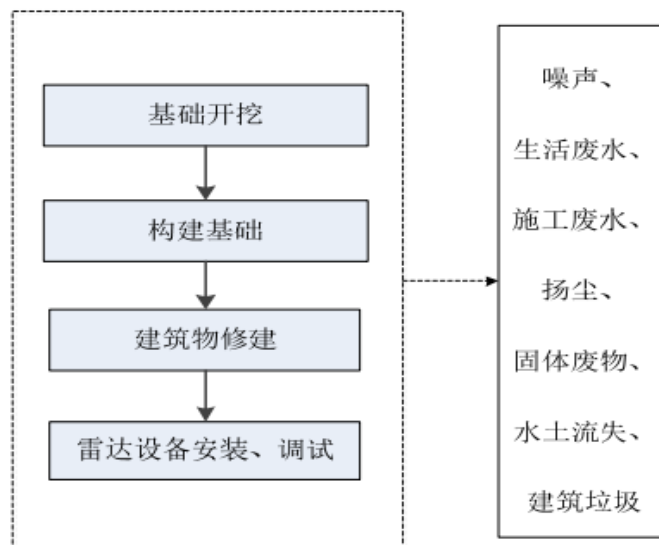 基础开挖
构建基础
建筑物修建
雷达设备安装、调试
噪声、
生活废水、
施工废水、
扬尘、
固体废物、
水土流失、
建筑垃圾